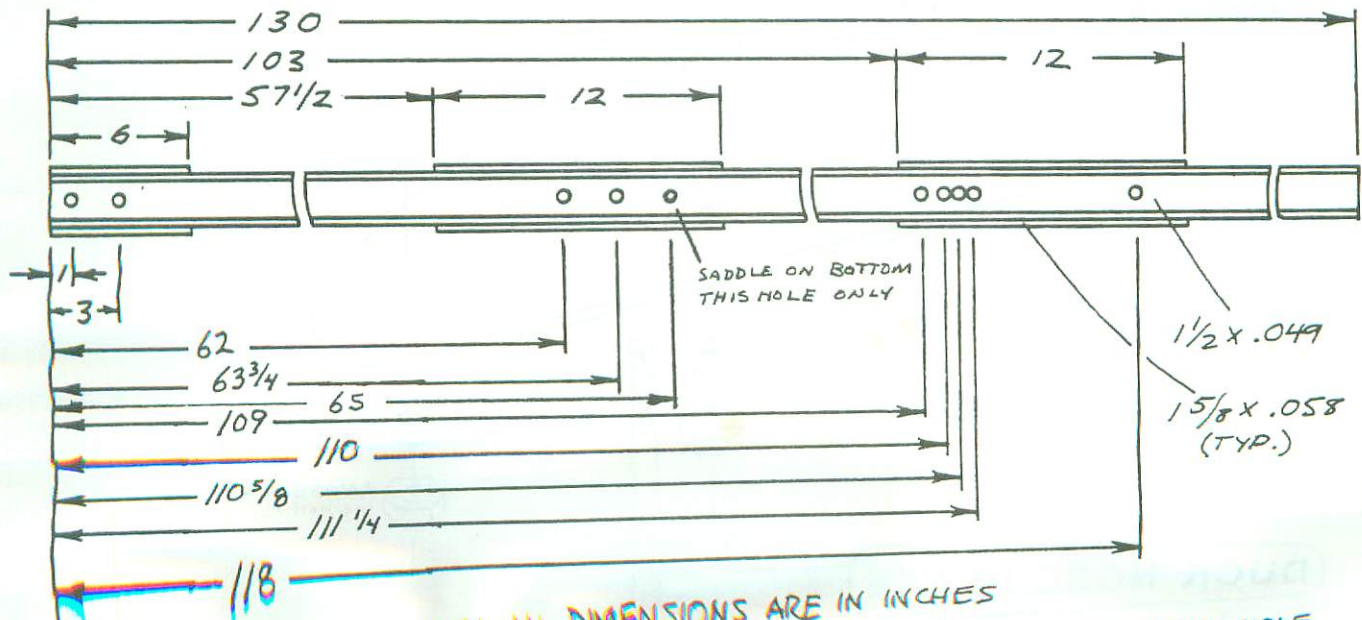 130
103
12
57 1/2
12
6
SADDLE ON BOTTOM
THIS HOLE ONLY
1
3
62
63 3/4
65
109
110
110 5/8
111 1/4
118
1 1/2 x .049
1 5/8 x .058
(TYP.)
DIMENSIONS ARE IN INCHES